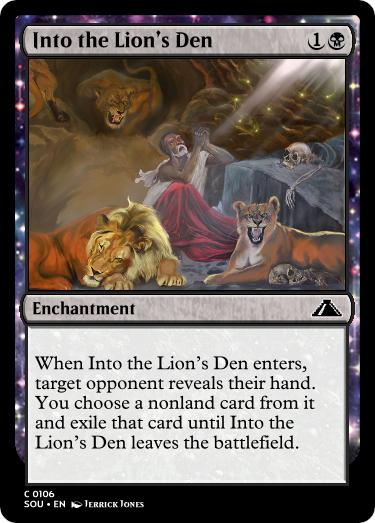 Into the Lion's Den 1
Enchantment
When Into the Lion's Den enters,
target opponent reveals their hand.
You choose a nonland card from it
and exile that card until Into the
Lion's Den leaves the battlefield.
C 0106
SOU • EN Jerrick Jones